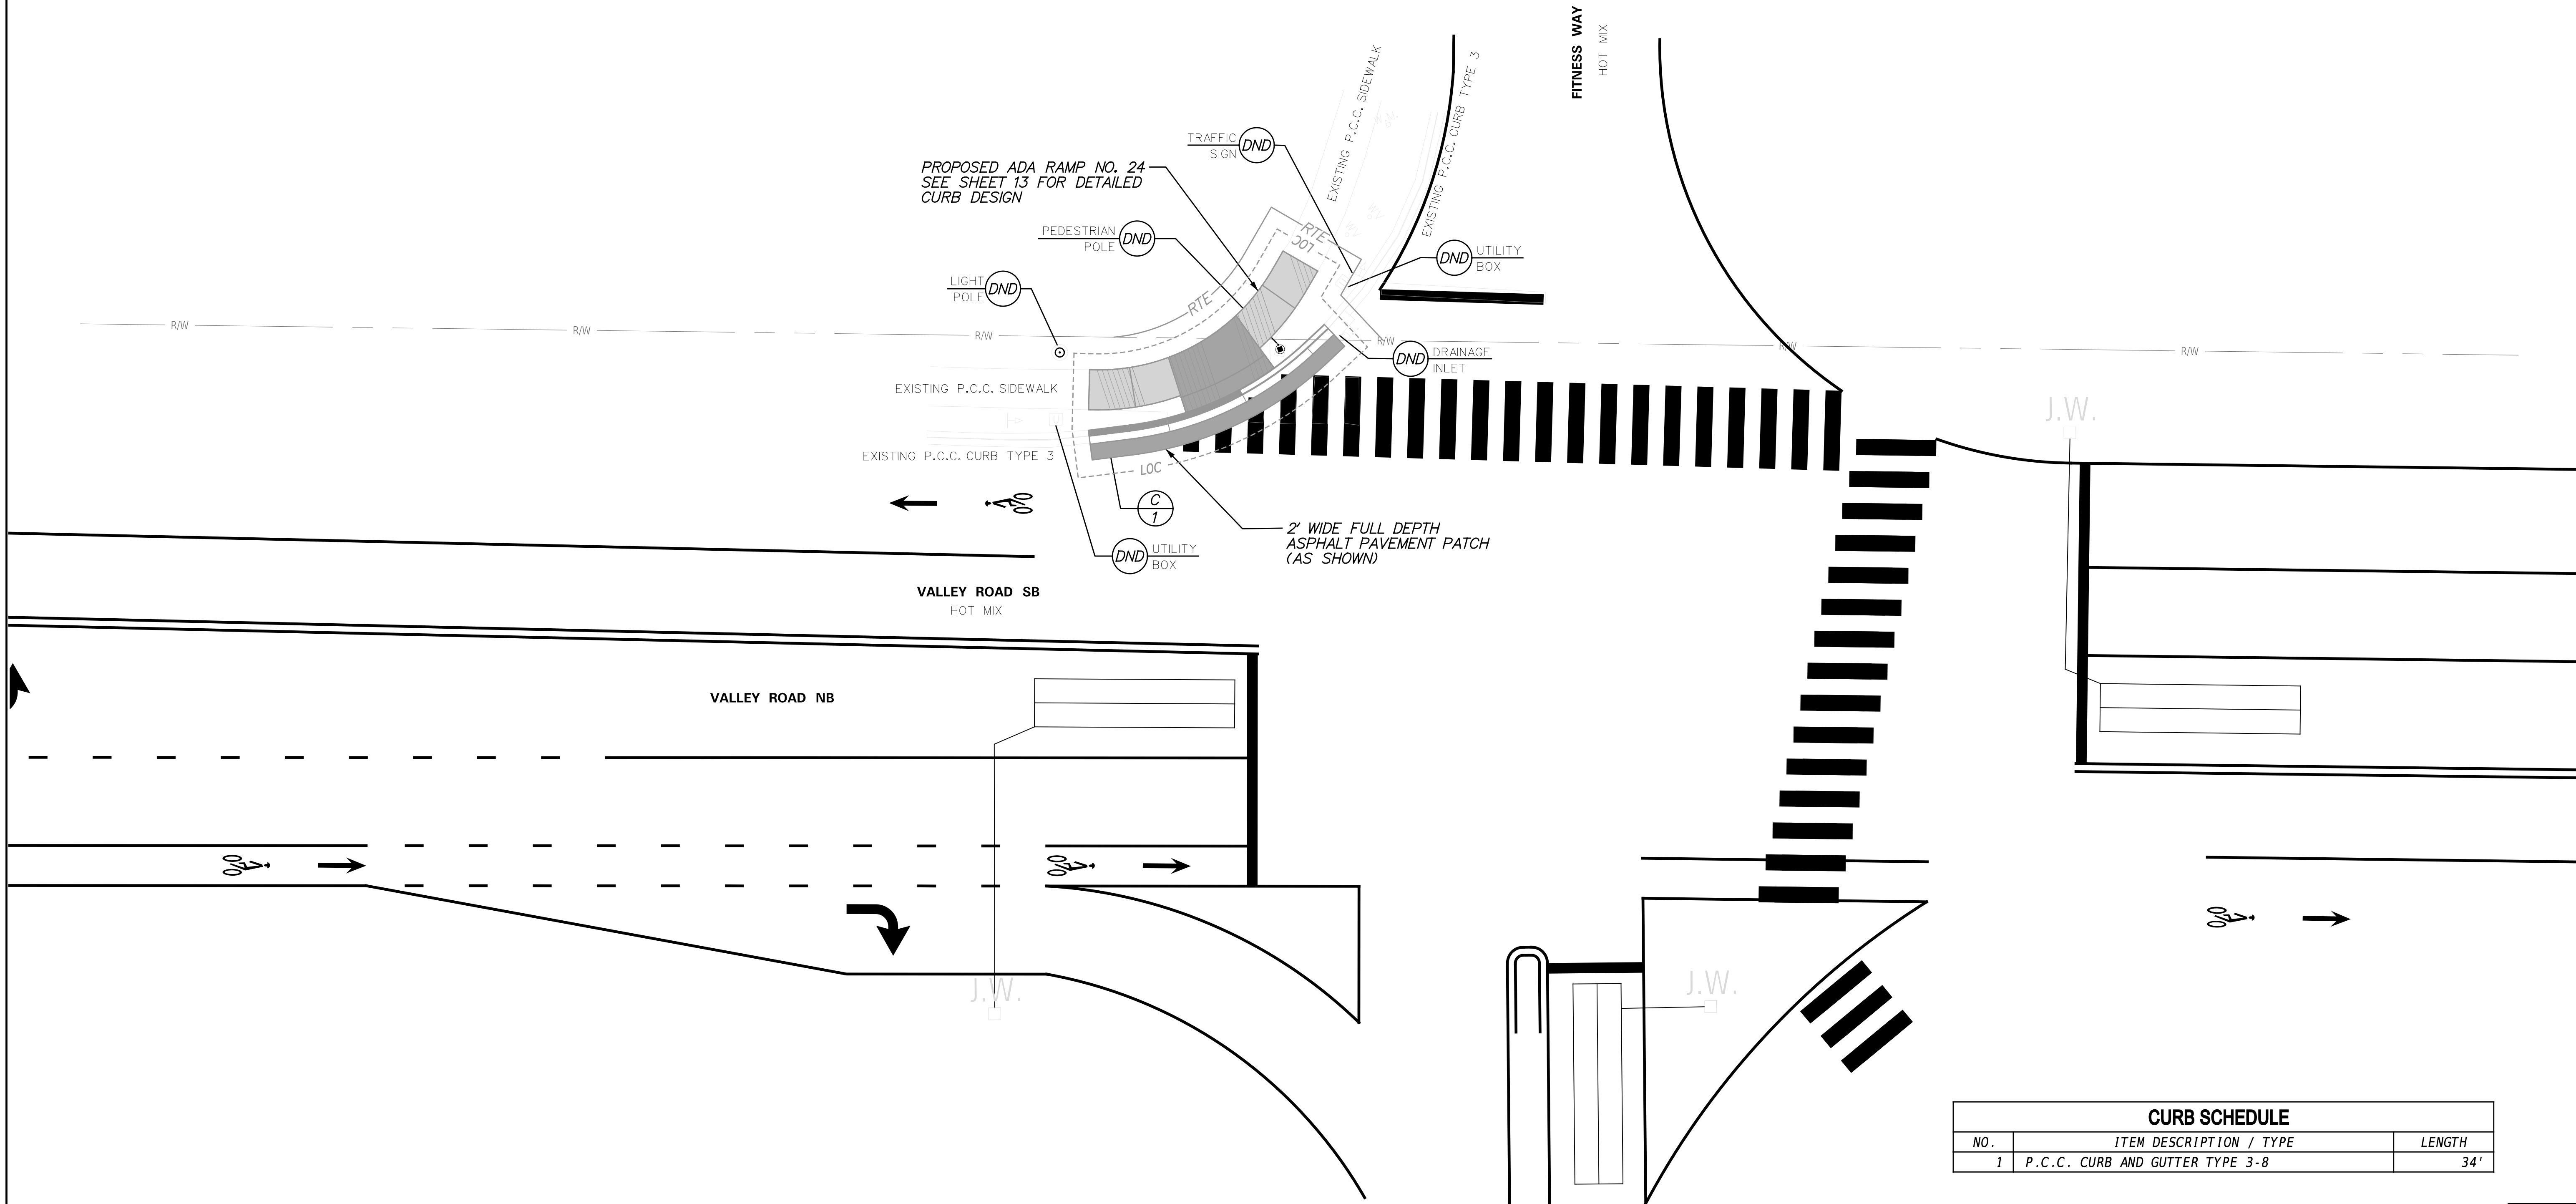 FITNESS WAY
HOT MIX
EXISTING P.C.C. SIDEWALK
EXISTING P.C.C. CURB TYPE 3
TRAFFIC
SIGN
DND
PROPOSED ADA RAMP NO. 24
SEE SHEET 13 FOR DETAILED
CURB DESIGN
PEDESTRIAN
POLE
DND
LIGHT
POLE
DND
RTE
LOC
RTE
DND
UTILITY
BOX
R/W
R/W
R/W
R/W
R/W
R/W
DND
DRAINAGE
INLET
EXISTING P.C.C. SIDEWALK
EXISTING P.C.C. CURB TYPE 3
LOC
C
1
DND
UTILITY
BOX
2' WIDE FULL DEPTH
ASPHALT PAVEMENT PATCH
(AS SHOWN)
J.W.
VALLEY ROAD SB
HOT MIX
VALLEY ROAD NB
J.W.
J.W.
CURB SCHEDULE
NO. ITEM DESCRIPTION / TYPE LENGTH
1 P.C.C. CURB AND GUTTER TYPE 3-8 34'